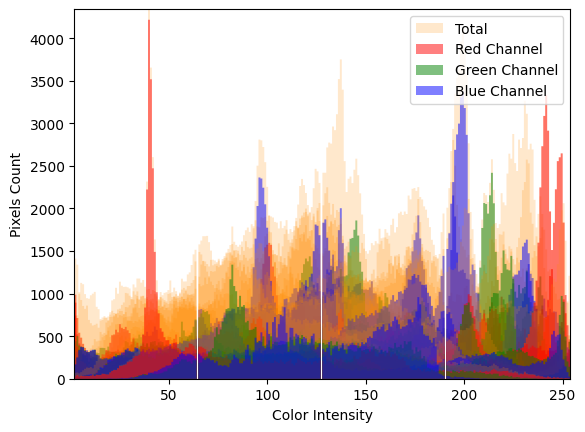 Total
Red Channel
Green Channel
Blue Channel
4000
3500
3000
2500
2000
1500
1000
500
0
Pixels Count
50
100
150
200
250
Color Intensity